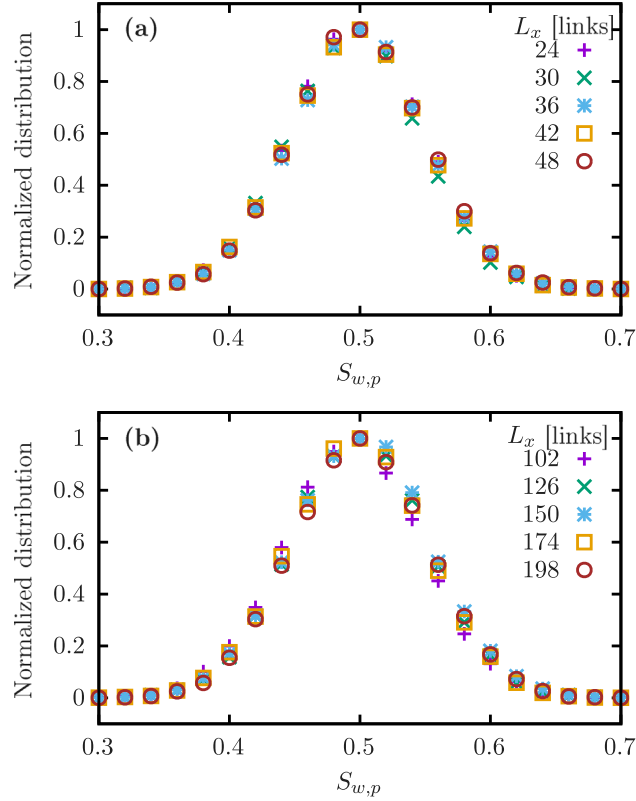 (a)
L_x [links]
24
30
36
42
48
Normalized distribution
1
0.8
0.6
0.4
0.2
0
0.3 0.4 0.5 0.6 0.7
S_{w,p}
(b)
L_x [links]
102
126
150
174
198
Normalized distribution
1
0.8
0.6
0.4
0.2
0
0.3 0.4 0.5 0.6 0.7
S_{w,p}